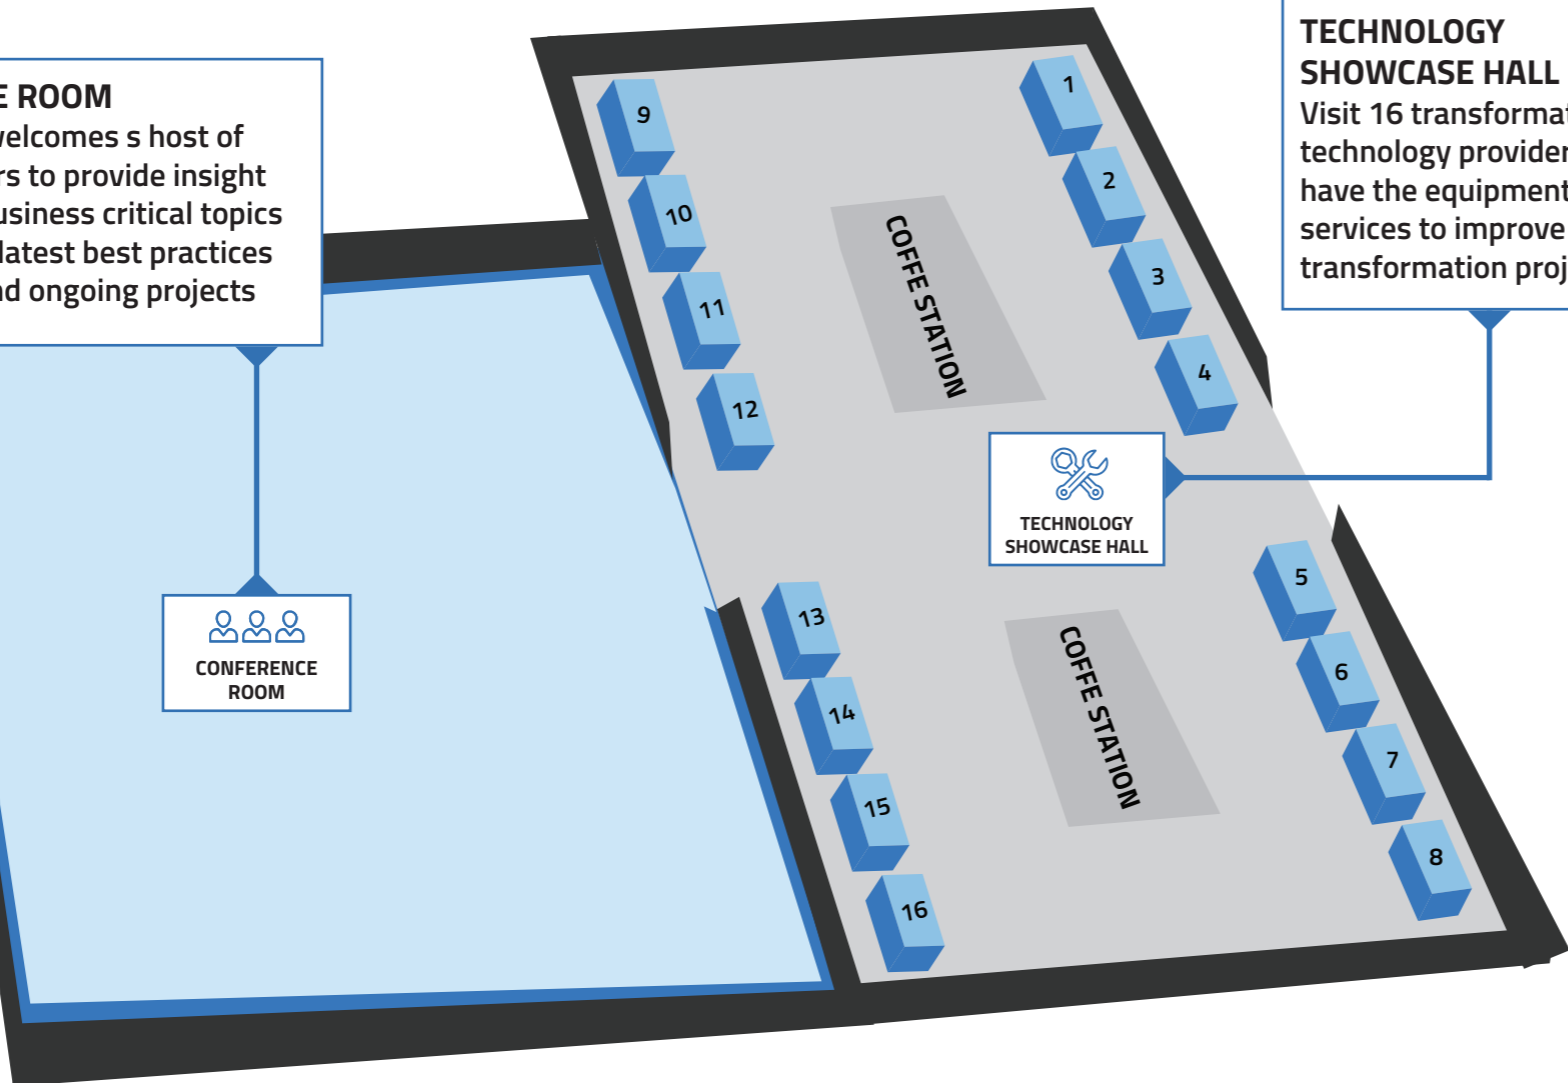 E ROOM
velcomes s host of
rs to provide insight
usiness critical topics
latest best practices
nd ongoing projects
CONFERENCE
ROOM
9
10
11
12
13
14
15
16
COFFE STATION
COFFE STATION
1
2
3
4
5
6
7
8
TECHNOLOGY
SHOWCASE HALL
TECHNOLOGY
SHOWCASE HALL
Visit 16 transformat
technology provider
have the equipment
services to improve
transformation proj